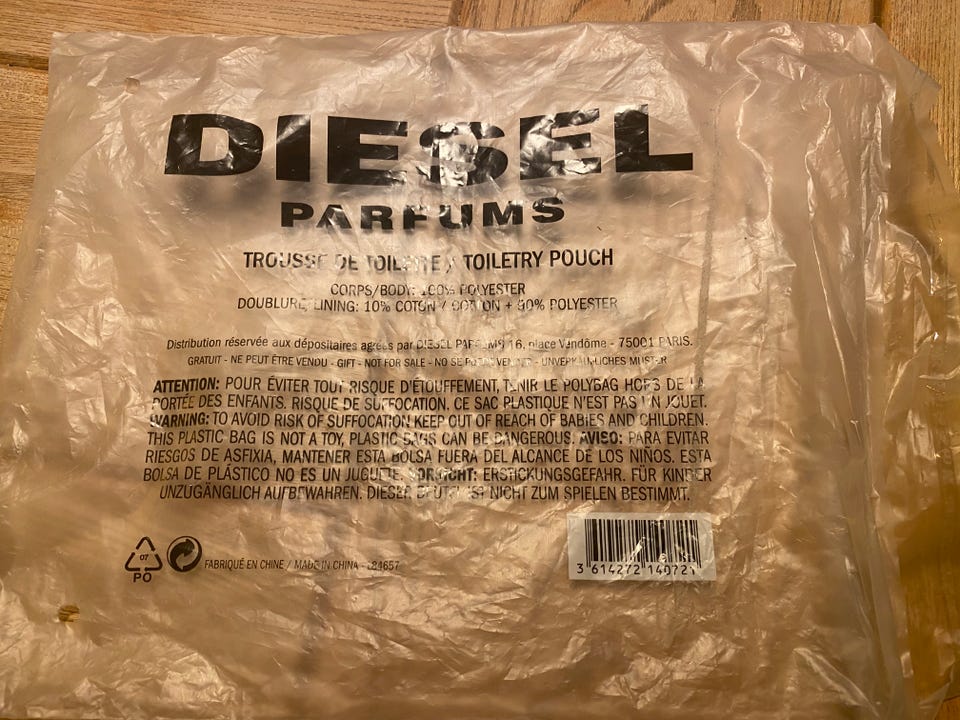 DIESEL
PARFUMS
TROUSSE DE TOILETTE / TOILETRY POUCH
CORPS/BODY: 100% POLYESTER
DOUBLURE/LINING: 10% COTON / COTTON + 90% POLYESTER
Distribution réservée aux dépositaires agréés par DIESEL PARFUMS 16, place Vendôme - 75001 PARIS.
GRATUIT - NE PEUT ÊTRE VENDU - GIFT - NOT FOR SALE - NO SE PUEDE VENDER - UNVERKÄUFLICHES MUSTER
ATTENTION: POUR ÉVITER TOUT RISQUE D'ÉTOUFFEMENT, TENIR LE POLYBAG HORS DE LA
PORTÉE DES ENFANTS. RISQUE DE SUFFOCATION. CE SAC PLASTIQUE N'EST PAS UN JOUET.
WARNING: TO AVOID RISK OF SUFFOCATION KEEP OUT OF REACH OF BABIES AND CHILDREN.
THIS PLASTIC BAG IS NOT A TOY, PLASTIC BAGS CAN BE DANGEROUS. AVISO: PARA EVITAR
RIESGOS DE ASFIXIA, MANTENER ESTA BOLSA FUERA DEL ALCANCE DE LOS NIÑOS. ESTA
BOLSA DE PLÁSTICO NO ES UN JUGUETE. VORSICHT: ERSTICKUNGSGEFAHR. FÜR KINDER
UNZUGÄNGLICH AUFBEWAHREN. DIESER BEUTEL IST NICHT ZUM SPIELEN BESTIMMT.
07
PO
FABRIQUÉ EN CHINE / MADE IN CHINA - 84657
3 614272 140721